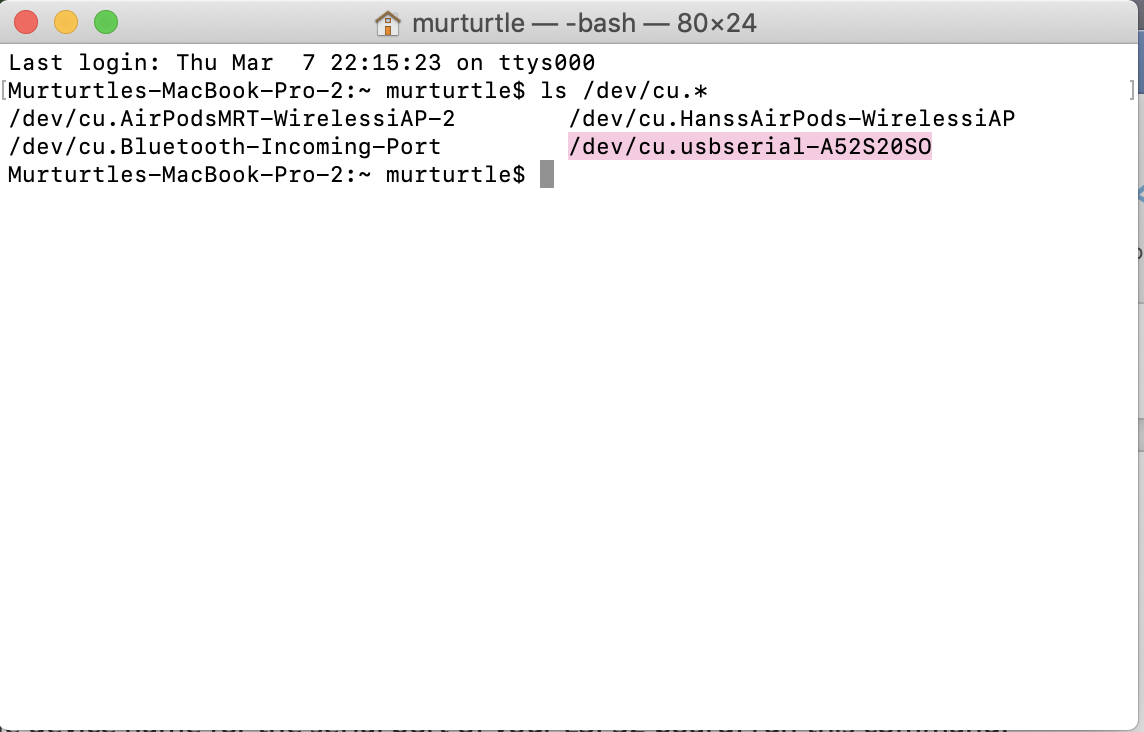 murturtle — -bash — 80×24
Last login: Thu Mar  7 22:15:23 on ttys000
[Murturtles-MacBook-Pro-2:~ murturtle$ ls /dev/cu.* ]
/dev/cu.AirPodsMRT-WirelessiAP-2        /dev/cu.HanssAirPods-WirelessiAP
/dev/cu.Bluetooth-Incoming-Port         /dev/cu.usbserial-A52S20SO
Murturtles-MacBook-Pro-2:~ murturtle$